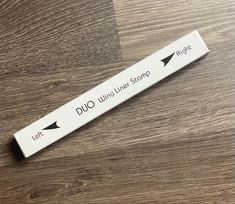 Left
DUO Wing Liner Stamp
Right